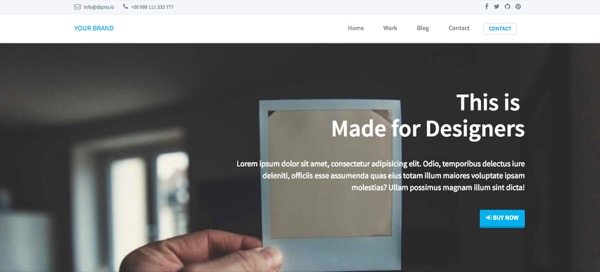 info@sbpro.io +00 999 111 333 777
YOUR BRAND Home Work Blog Contact CONTACT
This is
Made for Designers
Lorem ipsum dolor sit amet, consectetur adipisicing elit. Odio, temporibus delectus iure
deleniti, officiis esse assumenda quas eius totam illum maiores voluptate ipsam
molestias? Ullam possimus magnam illum sint dicta!
BUY NOW